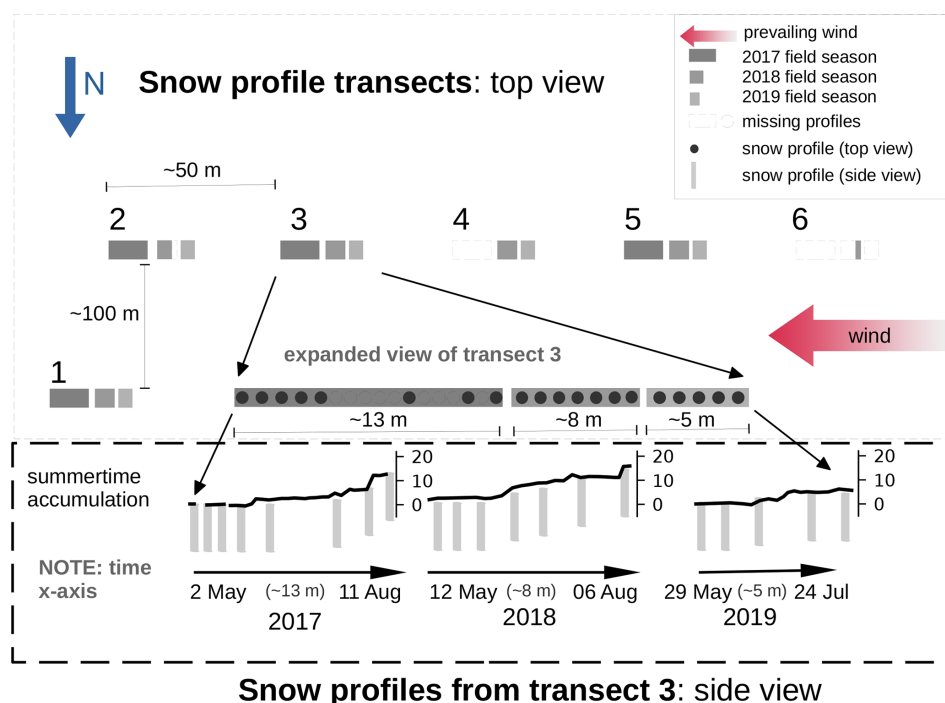 prevailing wind
2017 field season
2018 field season
2019 field season
missing profiles
snow profile (top view)
snow profile (side view)
N
Snow profile transects: top view
~50 m
2 3 4 5 6
~100 m
wind
expanded view of transect 3
1
~13 m ~8 m ~5 m
summertime
accumulation
20 20 20
10 10 10
0 0 0
NOTE: time
x-axis
2 May (~13 m) 11 Aug 12 May (~8 m) 06 Aug 29 May (~5 m) 24 Jul
2017 2018 2019
Snow profiles from transect 3: side view